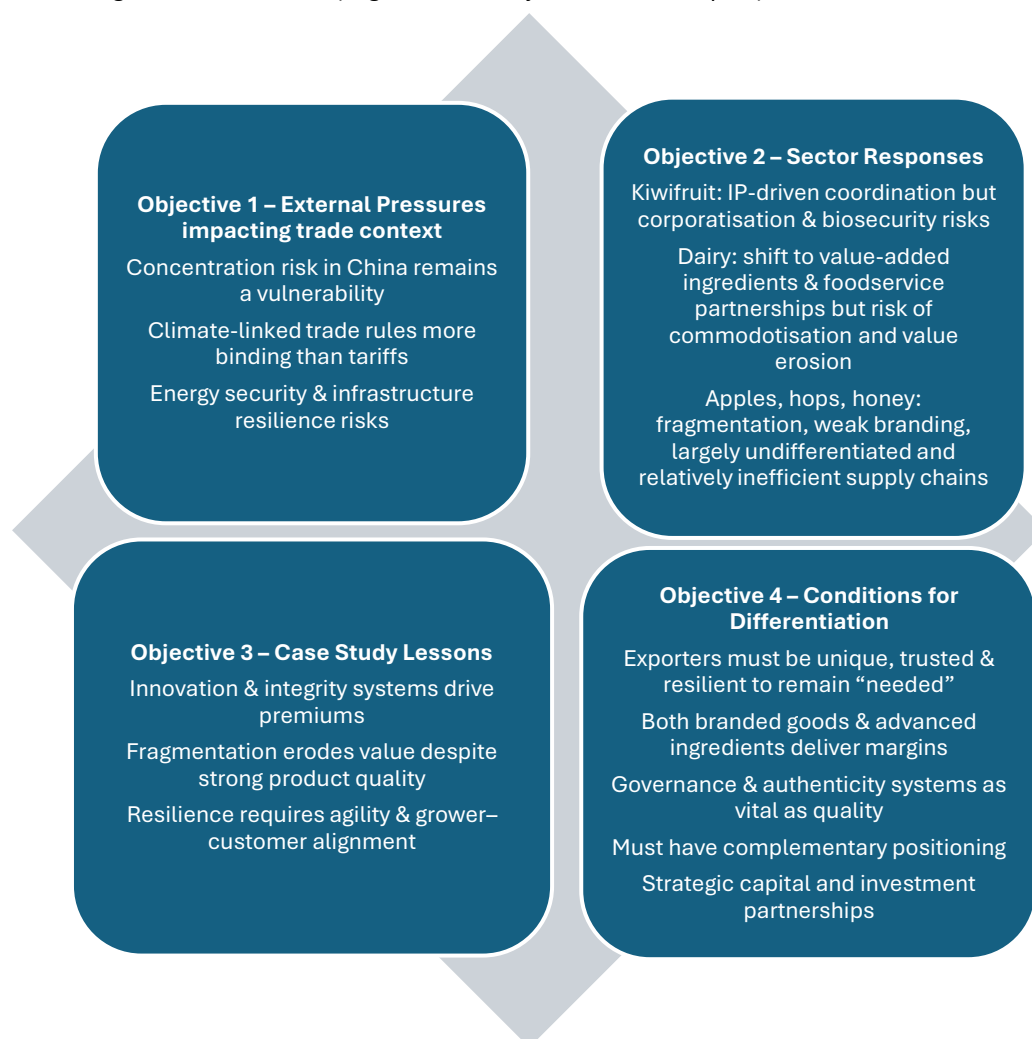 Objective 1 – External Pressures
impacting trade context
Concentration risk in China remains
a vulnerability
Climate-linked trade rules more
binding than tariffs
Energy security & infrastructure
resilience risks
Objective 2 – Sector Responses
Kiwifruit: IP-driven coordination but
corporatisation & biosecurity risks
Dairy: shift to value-added
ingredients & foodservice
partnerships but risk of
commodotisation and value
erosion
Apples, hops, honey:
fragmentation, weak branding,
largely undifferentiated and
relatively inefficient supply chains
Objective 3 – Case Study Lessons
Innovation & integrity systems drive
premiums
Fragmentation erodes value despite
strong product quality
Resilience requires agility & grower–
customer alignment
Objective 4 – Conditions for
Differentiation
Exporters must be unique, trusted &
resilient to remain “needed”
Both branded goods & advanced
ingredients deliver margins
Governance & authenticity systems as
vital as quality
Must have complementary positioning
Strategic capital and investment
partnerships